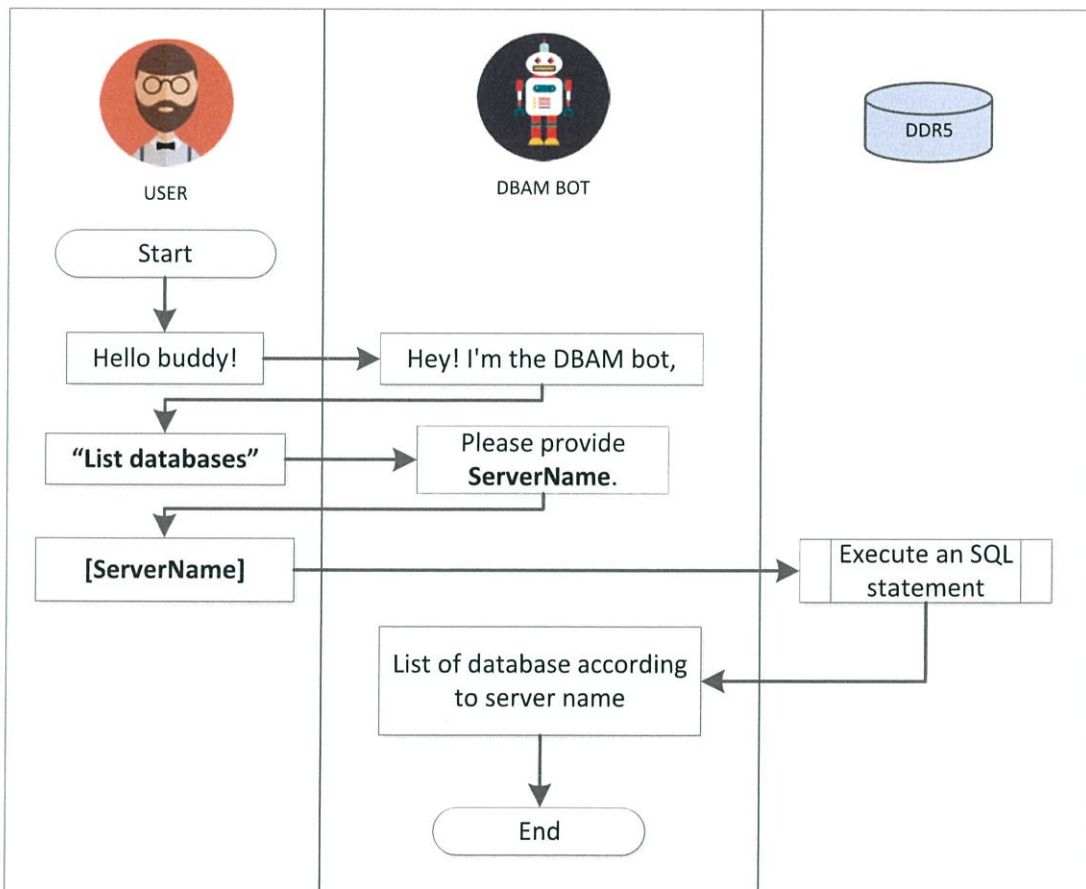 USER
DBAM BOT
DDR5
Start
Hello buddy!
Hey! I'm the DBAM bot,
“List databases”
Please provide
ServerName.
[ServerName]
Execute an SQL
statement
List of database according
to server name
End